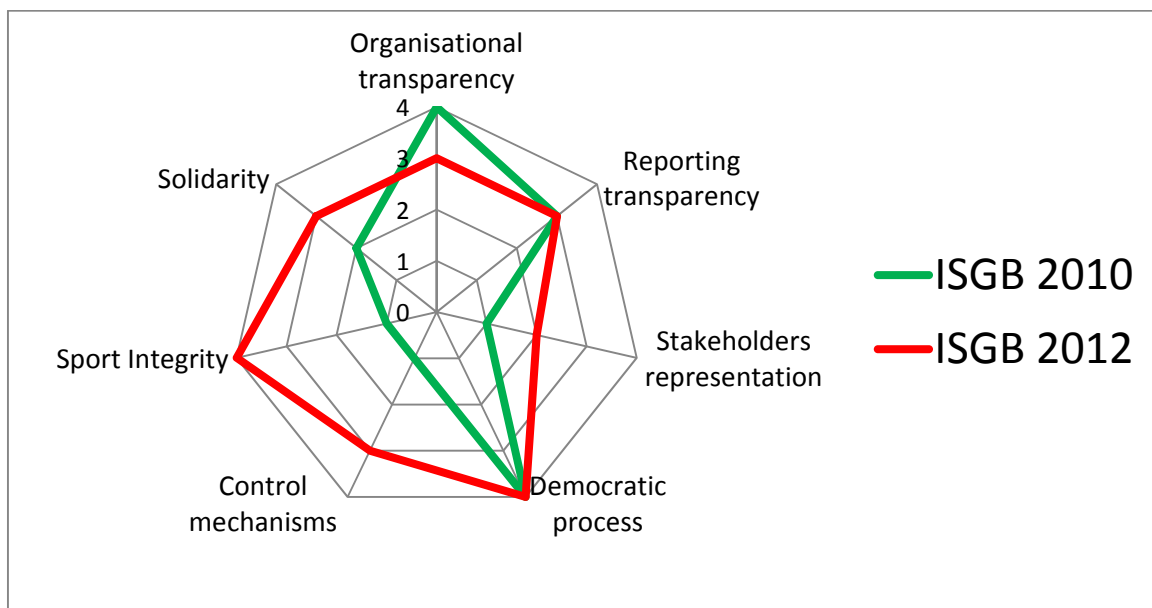 Organisational
transparency
4
3
2
1
0
Reporting
transparency
Stakeholders
representation
Democratic
process
Control
mechanisms
Sport Integrity
Solidarity
ISGB 2010
ISGB 2012